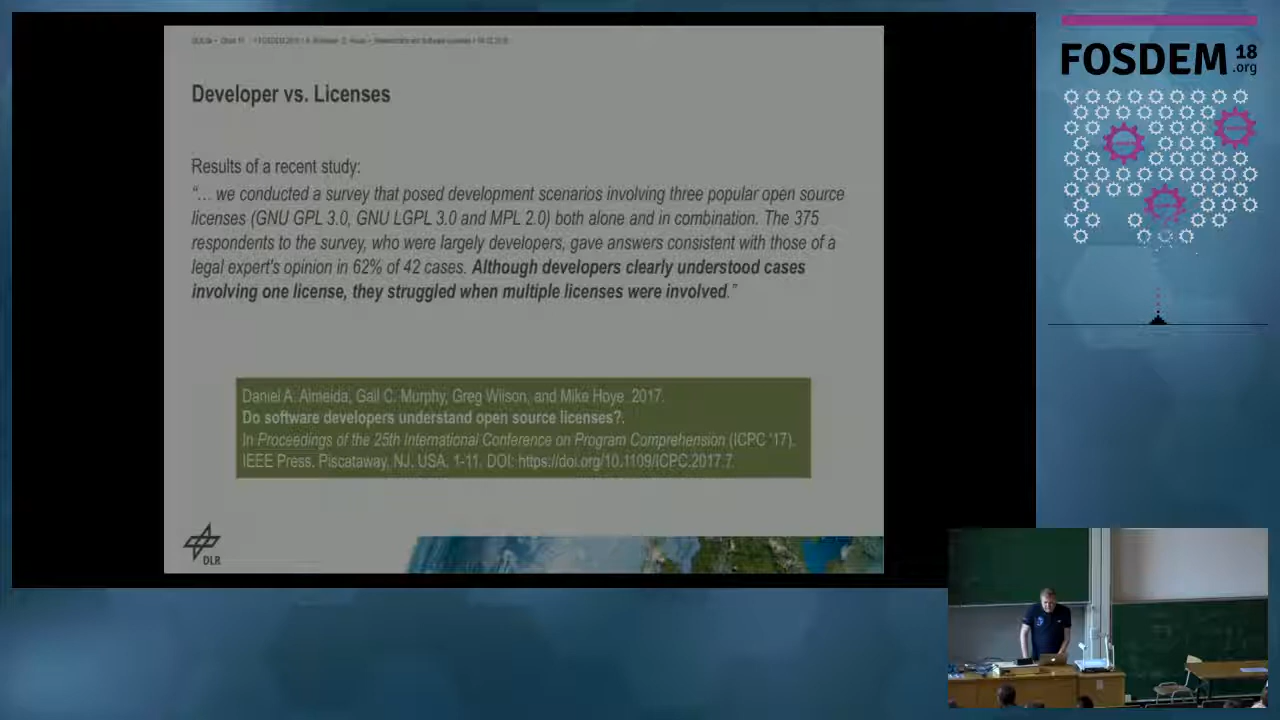 FOSDEM 18
.org
Developer vs. Licenses
Results of a recent study:
“… we conducted a survey that posed development scenarios involving three popular open source
licenses (GNU GPL 3.0, GNU LGPL 3.0 and MPL 2.0) both alone and in combination. The 375
respondents to the survey, who were largely developers, gave answers consistent with those of a
legal expert's opinion in 62% of 42 cases. Although developers clearly understood cases
involving one license, they struggled when multiple licenses were involved.”
Daniel A. Almeida, Gail C. Murphy, Greg Wilson, and Mike Hoye. 2017.
Do software developers understand open source licenses?.
In Proceedings of the 25th International Conference on Program Comprehension (ICPC '17).
IEEE Press, Piscataway, NJ, USA, 1-11. DOI: https://doi.org/10.1109/ICPC.2017.7
DLR